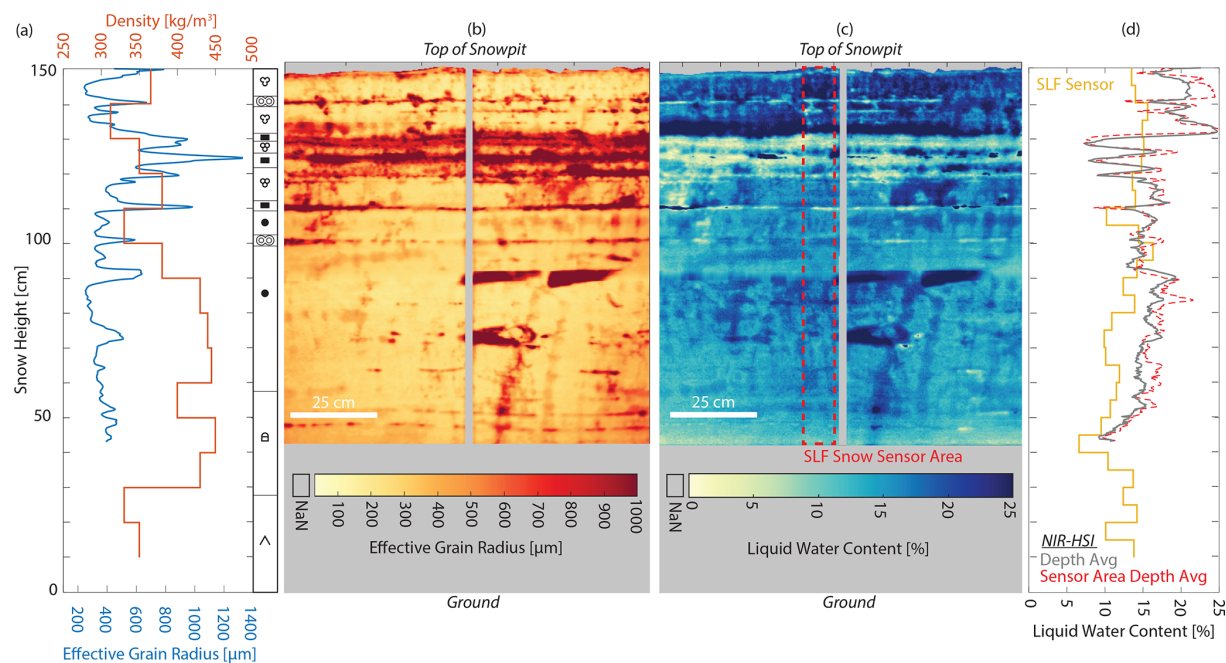 (a)
Density [kg/m³]
250
300
350
400
450
500
150
100
50
0
Snow Height [cm]
200
400
600
800
1000
1200
1400
Effective Grain Radius [µm]
(b)
Top of Snowpit
25 cm
NaN
100
200
300
400
500
600
700
800
900
1000
Effective Grain Radius [µm]
Ground
(c)
Top of Snowpit
25 cm
SLF Snow Sensor Area
NaN
0
5
10
15
20
25
Liquid Water Content [%]
Ground
(d)
SLF Sensor
NIR-HSI
Depth Avg
Sensor Area Depth Avg
0
5
10
15
20
25
Liquid Water Content [%]